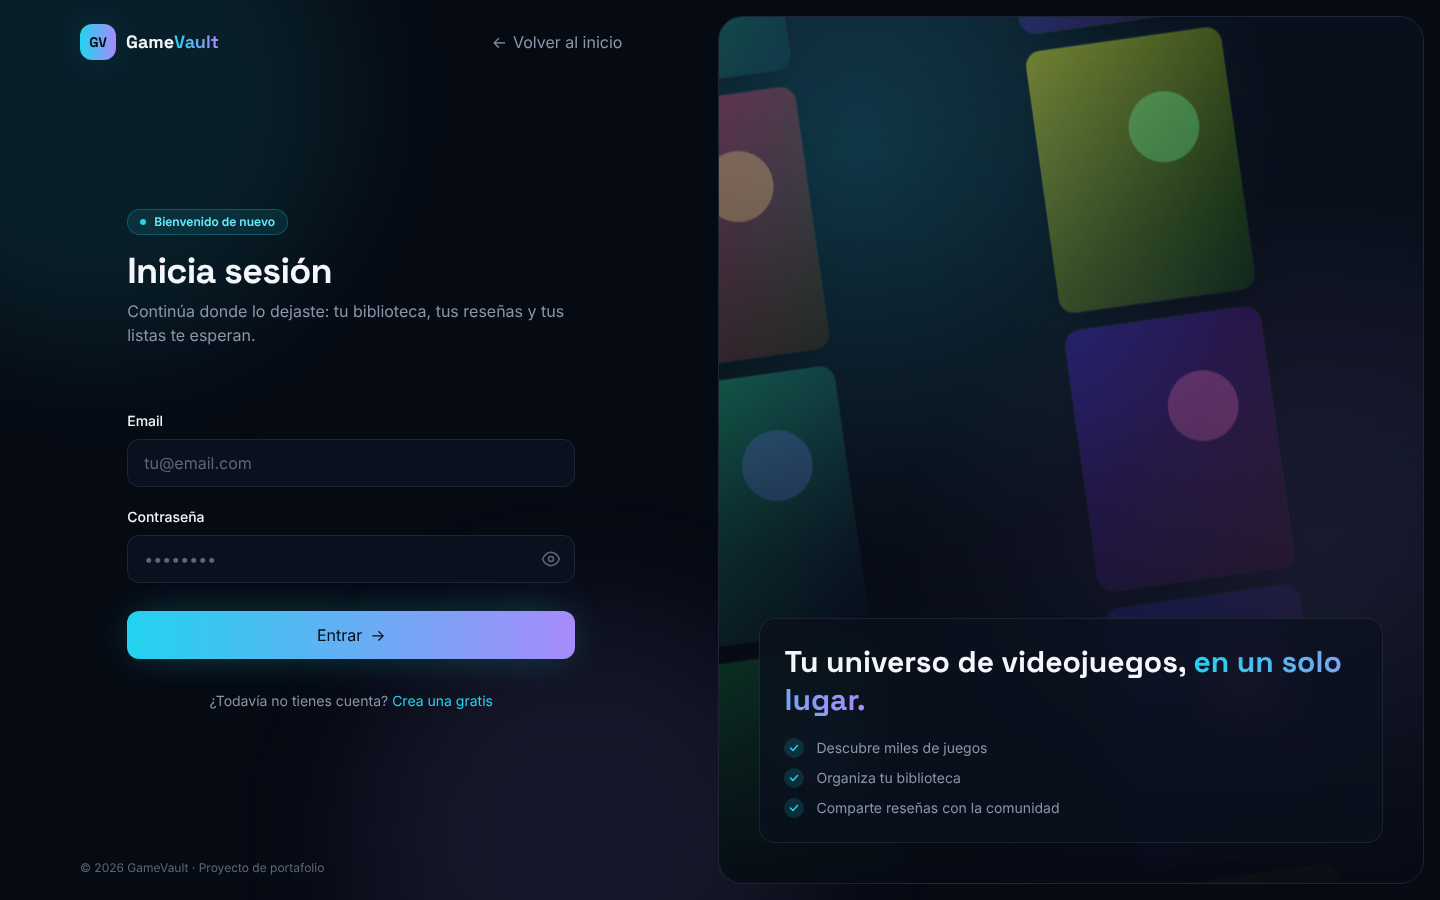 GV GameVault
← Volver al inicio
Bienvenido de nuevo
Inicia sesión
Continúa donde lo dejaste: tu biblioteca, tus reseñas y tus
listas te esperan.
Email
tu@email.com
Contraseña
••••••••
Entrar →
¿Todavía no tienes cuenta? Crea una gratis
© 2026 GameVault · Proyecto de portafolio
Tu universo de videojuegos, en un solo
lugar.
Descubre miles de juegos
Organiza tu biblioteca
Comparte reseñas con la comunidad